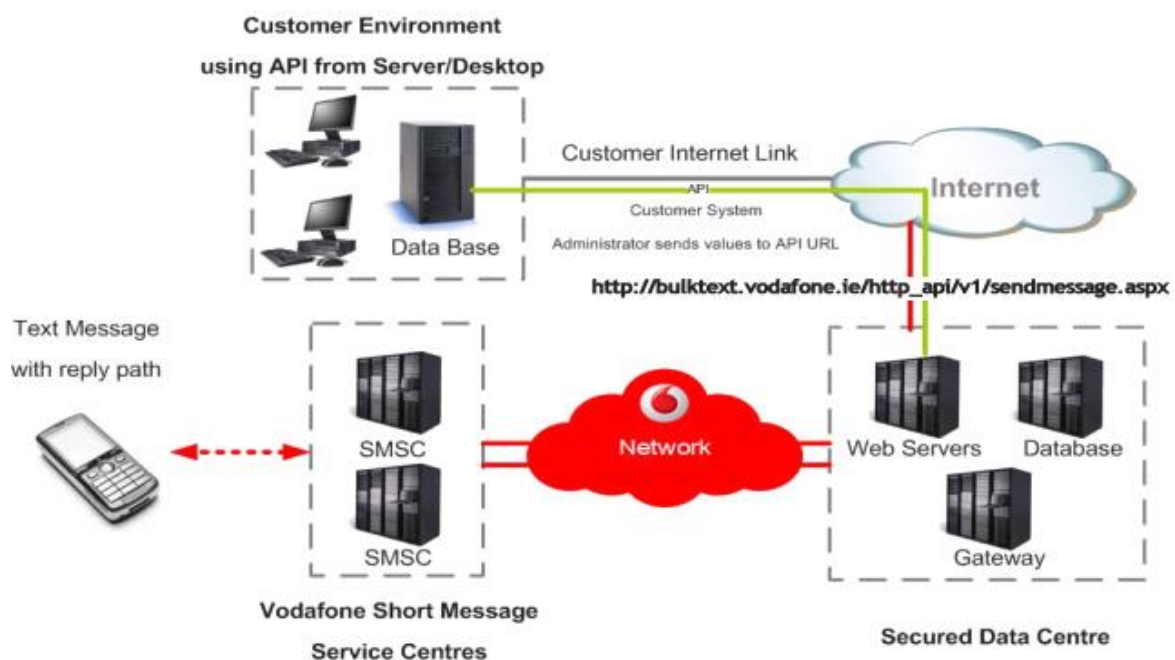 Customer Environment
using API from Server/Desktop
Data Base
Customer Internet Link
API
Customer System
Administrator sends values to API URL
Internet
http://bulktext.vodafone.ie/http_api/v1/sendmessage.aspx
Text Message
with reply path
SMSC
SMSC
Network
Web Servers
Database
Gateway
Vodafone Short Message
Service Centres
Secured Data Centre